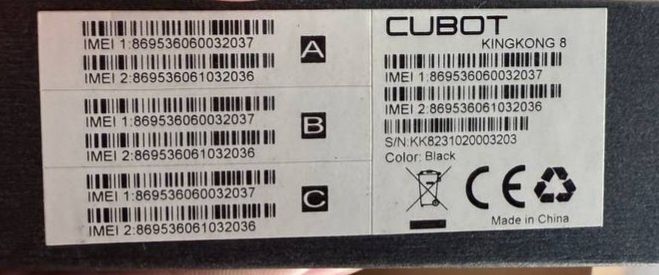 IMEI 1:869536060032037
IMEI 2:869536061032036
A
IMEI 1:869536060032037
IMEI 2:869536061032036
B
IMEI 1:869536060032037
IMEI 2:869536061032036
C
CUBOT
KINGKONG 8
IMEI 1:869536060032037
IMEI 2:869536061032036
S/N:KK8231020003203
Color: Black
CE
Made in China